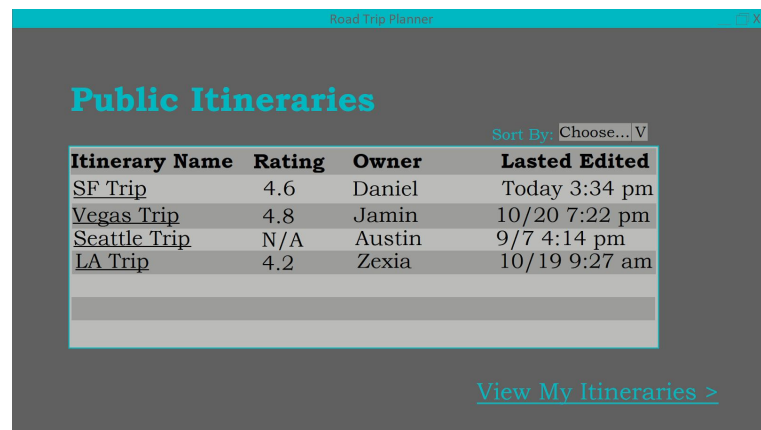 Road Trip Planner _ X
Public Itineraries
Sort By: Choose... V
Itinerary Name Rating Owner Lasted Edited
SF Trip 4.6 Daniel Today 3:34 pm
Vegas Trip 4.8 Jamin 10/20 7:22 pm
Seattle Trip N/A Austin 9/7 4:14 pm
LA Trip 4.2 Zexia 10/19 9:27 am
View My Itineraries >